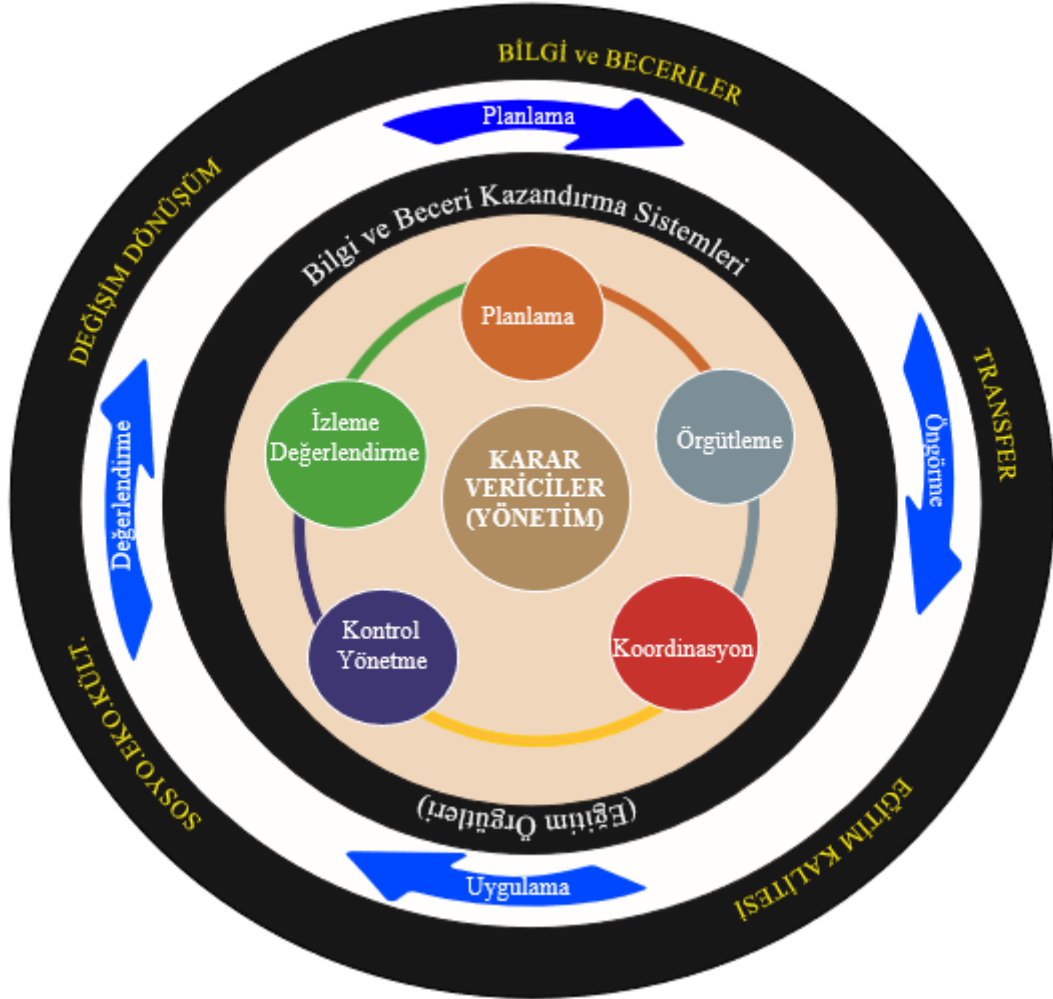 BİLGİ ve BECERİLER
Planlama
DEĞİŞİM DÖNÜŞÜM
Bilgi ve Beceri Kazandırma Sistemleri
Planlama
TRANSFER
İzleme
Değerlendirme
Örgütleme
Öngörme
KARAR
VERİCİLER
(YÖNETİM)
Değerlendirme
Kontrol
Yönetme
Koordinasyon
SOSYO.EKO.KÜLT.
(Eğitim Örgütleri)
EĞİTİM KALİTESİ
Uygulama